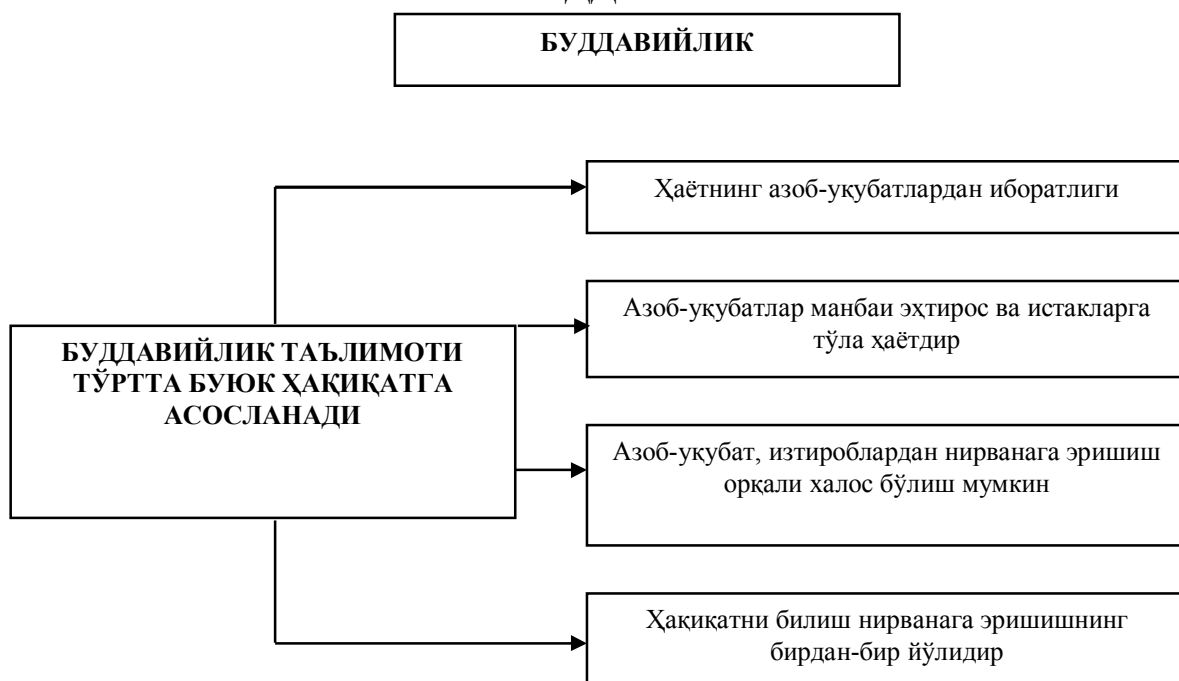 БУДДАВИЙЛИК
Ҳаётнинг азоб-уқубатлардан иборатлиги
Азоб-уқубатлар манбаи эҳтирос ва истакларга
тўла ҳаётдир
БУДДАВИЙЛИК ТАЪЛИМОТИ
ТЎРТТА БУЮК ҲАҚИҚАТГА
АСОСЛАНАДИ
Азоб-уқубат, изтироблардан нирванага эришиш
орқали халос бўлиш мумкин
Ҳақиқатни билиш нирванага эришишнинг
бирдан-бир йўлидир